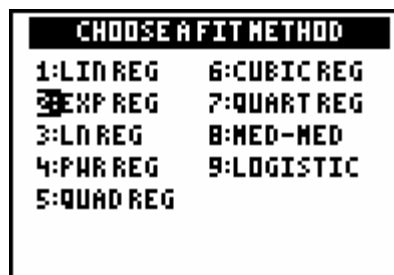 CHOOSE A FIT METHOD
1:LIN REG
2:EXP REG
3:LN REG
4:PWR REG
5:QUAD REG
6:CUBIC REG
7:QUART REG
8:MED-MED
9:LOGISTIC